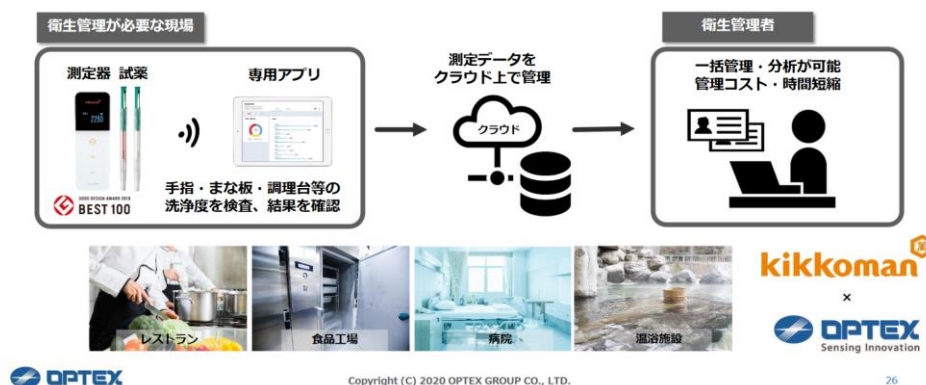 衛生管理が必要な現場
測定器 試薬
専用アプリ
手指・まな板・調理台等の
洗浄度を検査、結果を確認
BEST 100
測定データを
クラウド上で管理
クラウド
衛生管理者
一括管理・分析が可能
管理コスト・時間短縮
レストラン
食品工場
病院
温浴施設
kikkoman
×
OPTEX
Sensing Innovation
OPTEX
Copyright (C) 2020 OPTEX GROUP CO., LTD.
26